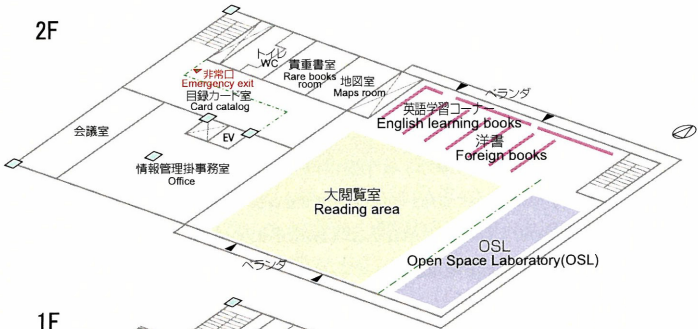 2F
トイレ
WC
貴重書室
Rare books
room
地図室
Maps room
ベランダ
非常口
Emergency exit
目録カード室
Card catalog
英語学習コーナー
English learning books
洋書
Foreign books
会議室
EV
情報管理掛事務室
Office
大閲覧室
Reading area
OSL
Open Space Laboratory(OSL)
ベランダ
1F